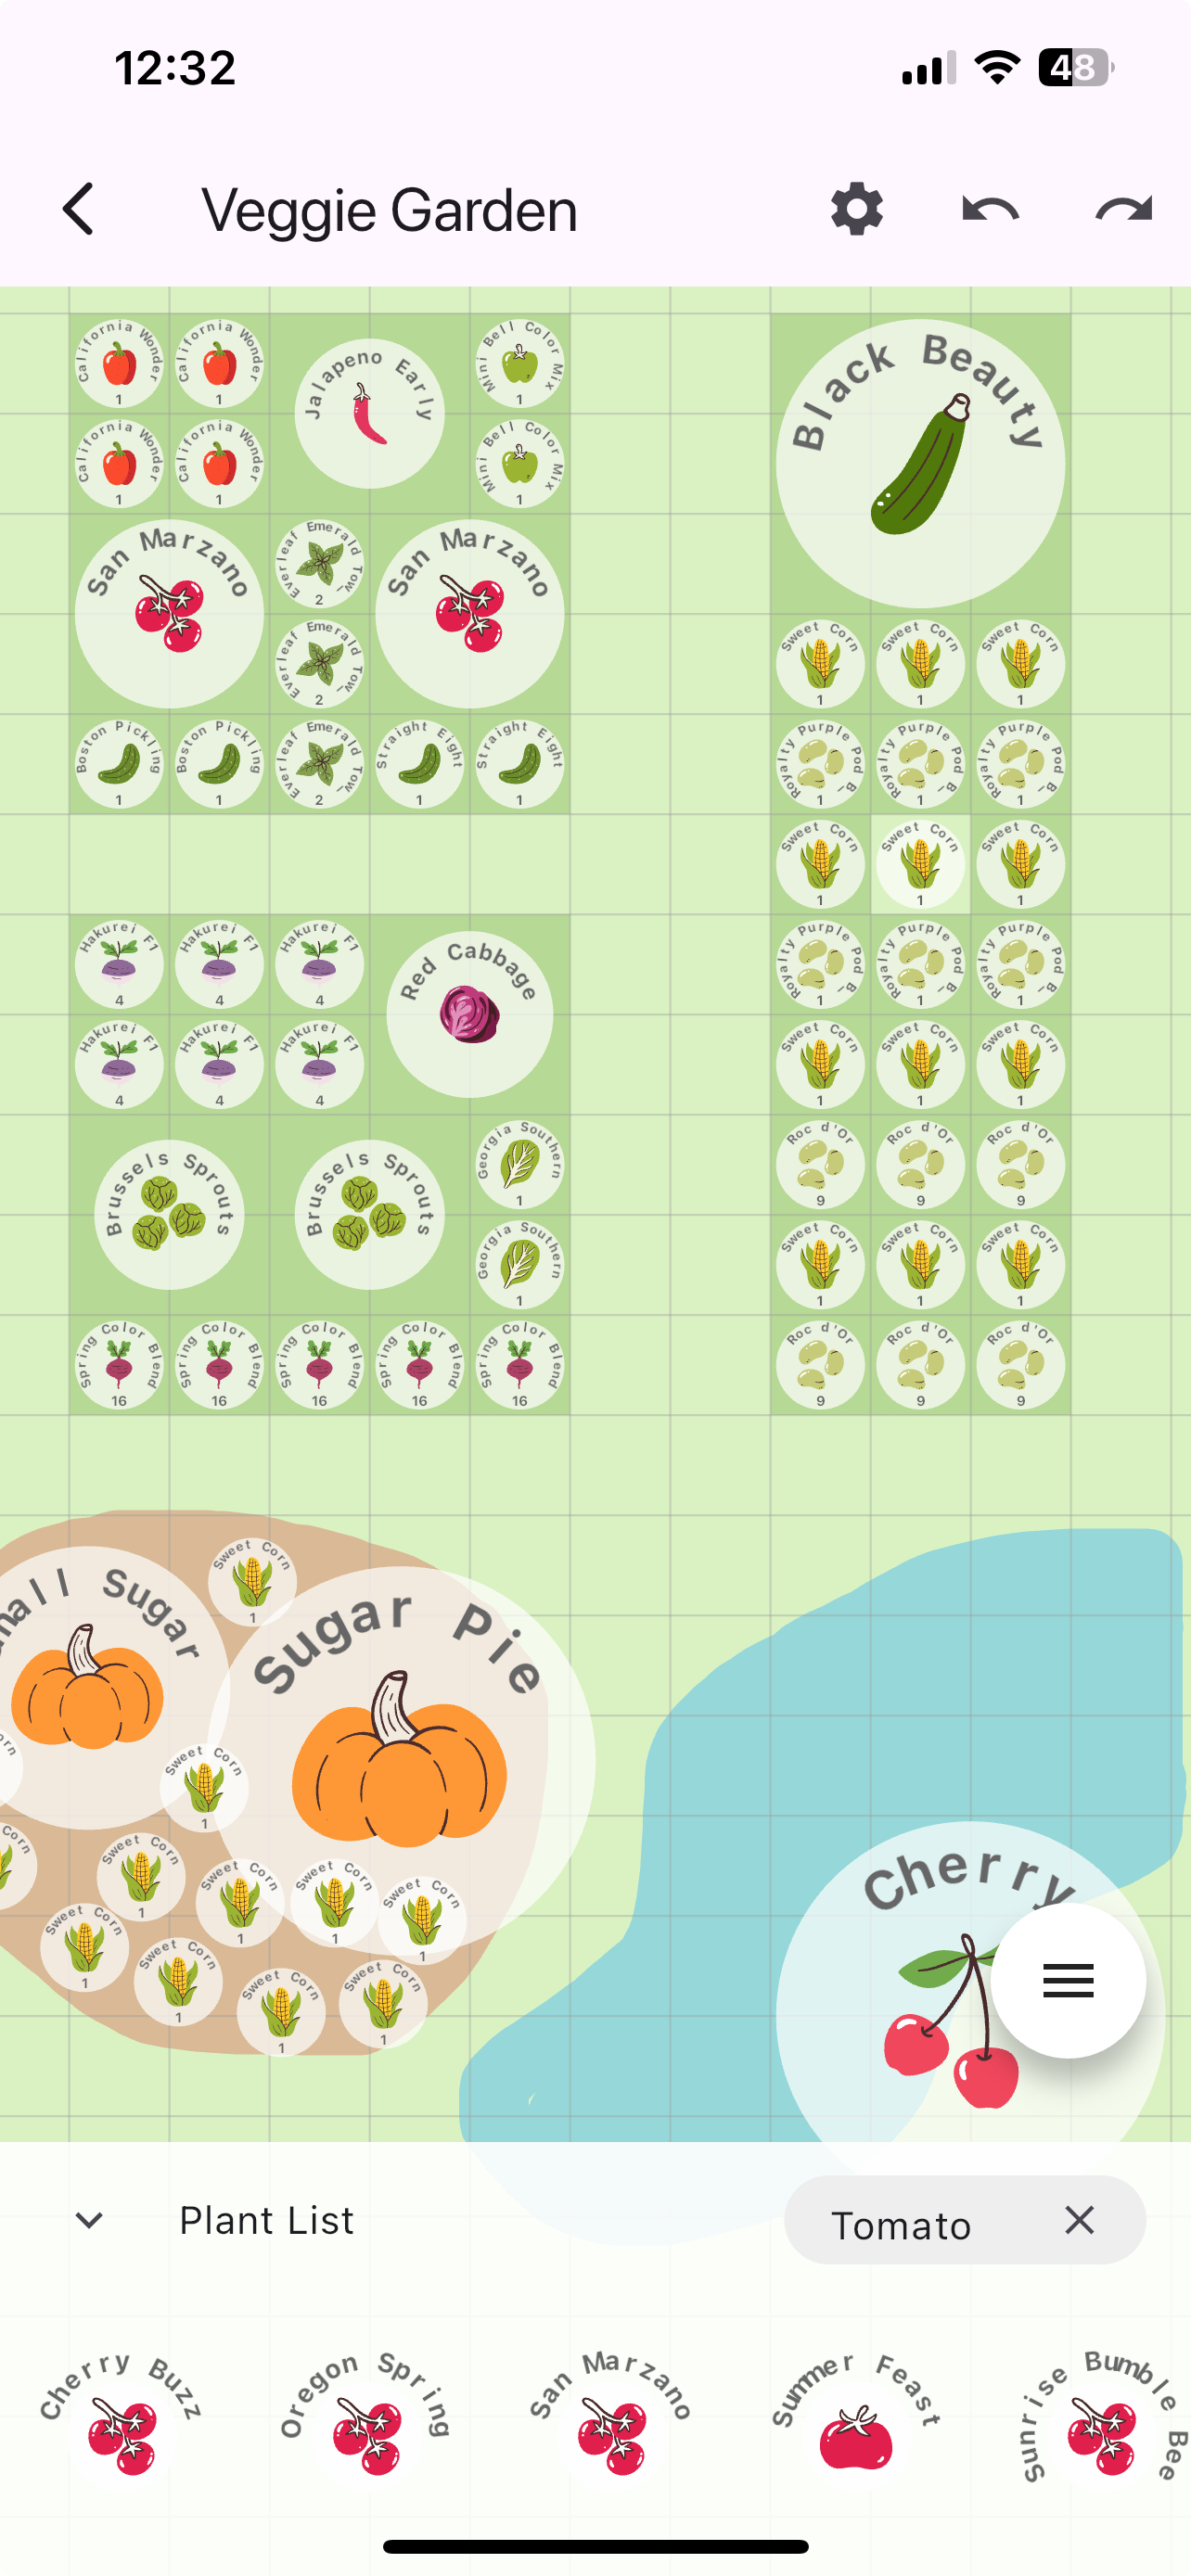 12:32
48
Veggie Garden
California Wonder
1
California Wonder
1
Jalapeno Early
Mini Bell Color Mix
1
Black Beauty
California Wonder
1
California Wonder
1
Mini Bell Color Mix
1
San Marzano
Everleaf Emerald Tow…
2
San Marzano
Everleaf Emerald Tow…
2
Sweet Corn
1
Sweet Corn
1
Sweet Corn
1
Boston Pickling
1
Boston Pickling
1
Everleaf Emerald Tow…
2
Straight Eight
1
Straight Eight
1
Royalty Purple Pod B…
1
Royalty Purple Pod B…
1
Royalty Purple Pod B…
1
Sweet Corn
1
Sweet Corn
1
Sweet Corn
1
Hakurei F1
4
Hakurei F1
4
Hakurei F1
4
Red Cabbage
Royalty Purple Pod B…
1
Royalty Purple Pod B…
1
Royalty Purple Pod B…
1
Hakurei F1
4
Hakurei F1
4
Hakurei F1
4
Sweet Corn
1
Sweet Corn
1
Sweet Corn
1
Brussels Sprouts
Brussels Sprouts
Georgia Southern
1
Roc d'Or
9
Roc d'Or
9
Roc d'Or
9
Georgia Southern
1
Sweet Corn
1
Sweet Corn
1
Sweet Corn
1
Spring Color Blend
16
Spring Color Blend
16
Spring Color Blend
16
Spring Color Blend
16
Spring Color Blend
16
Roc d'Or
9
Roc d'Or
9
Roc d'Or
9
mall Sugar
Sweet Corn
1
Sugar Pie
Sweet Corn
1
Corn
Sweet Corn
1
Sweet Corn
1
Sweet Corn
1
Sweet Corn
1
Sweet Corn
1
Sweet Corn
1
Sweet Corn
1
Sweet Corn
1
Cherry
Plant List
Tomato
Cherry Buzz
Oregon Spring
San Marzano
Summer Feast
Sunrise Bumble Bee